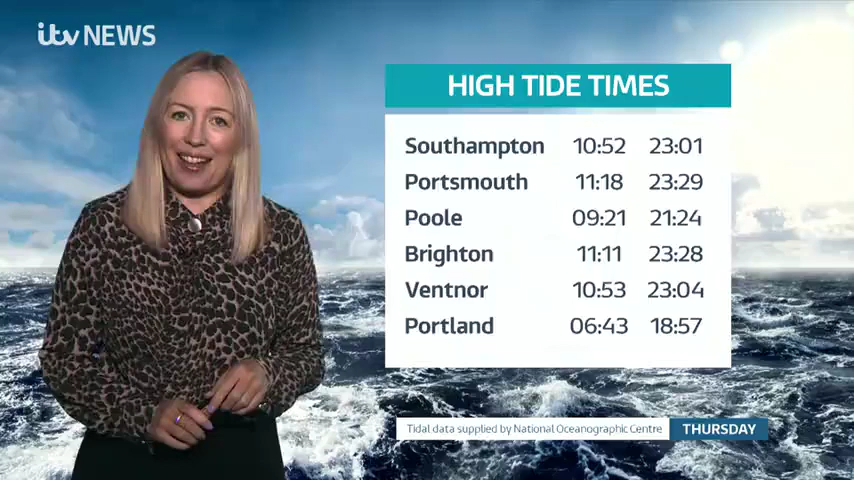 itv NEWS
HIGH TIDE TIMES
Southampton 10:52 23:01
Portsmouth 11:18 23:29
Poole 09:21 21:24
Brighton 11:11 23:28
Ventnor 10:53 23:04
Portland 06:43 18:57
Tidal data supplied by National Oceanographic Centre THURSDAY